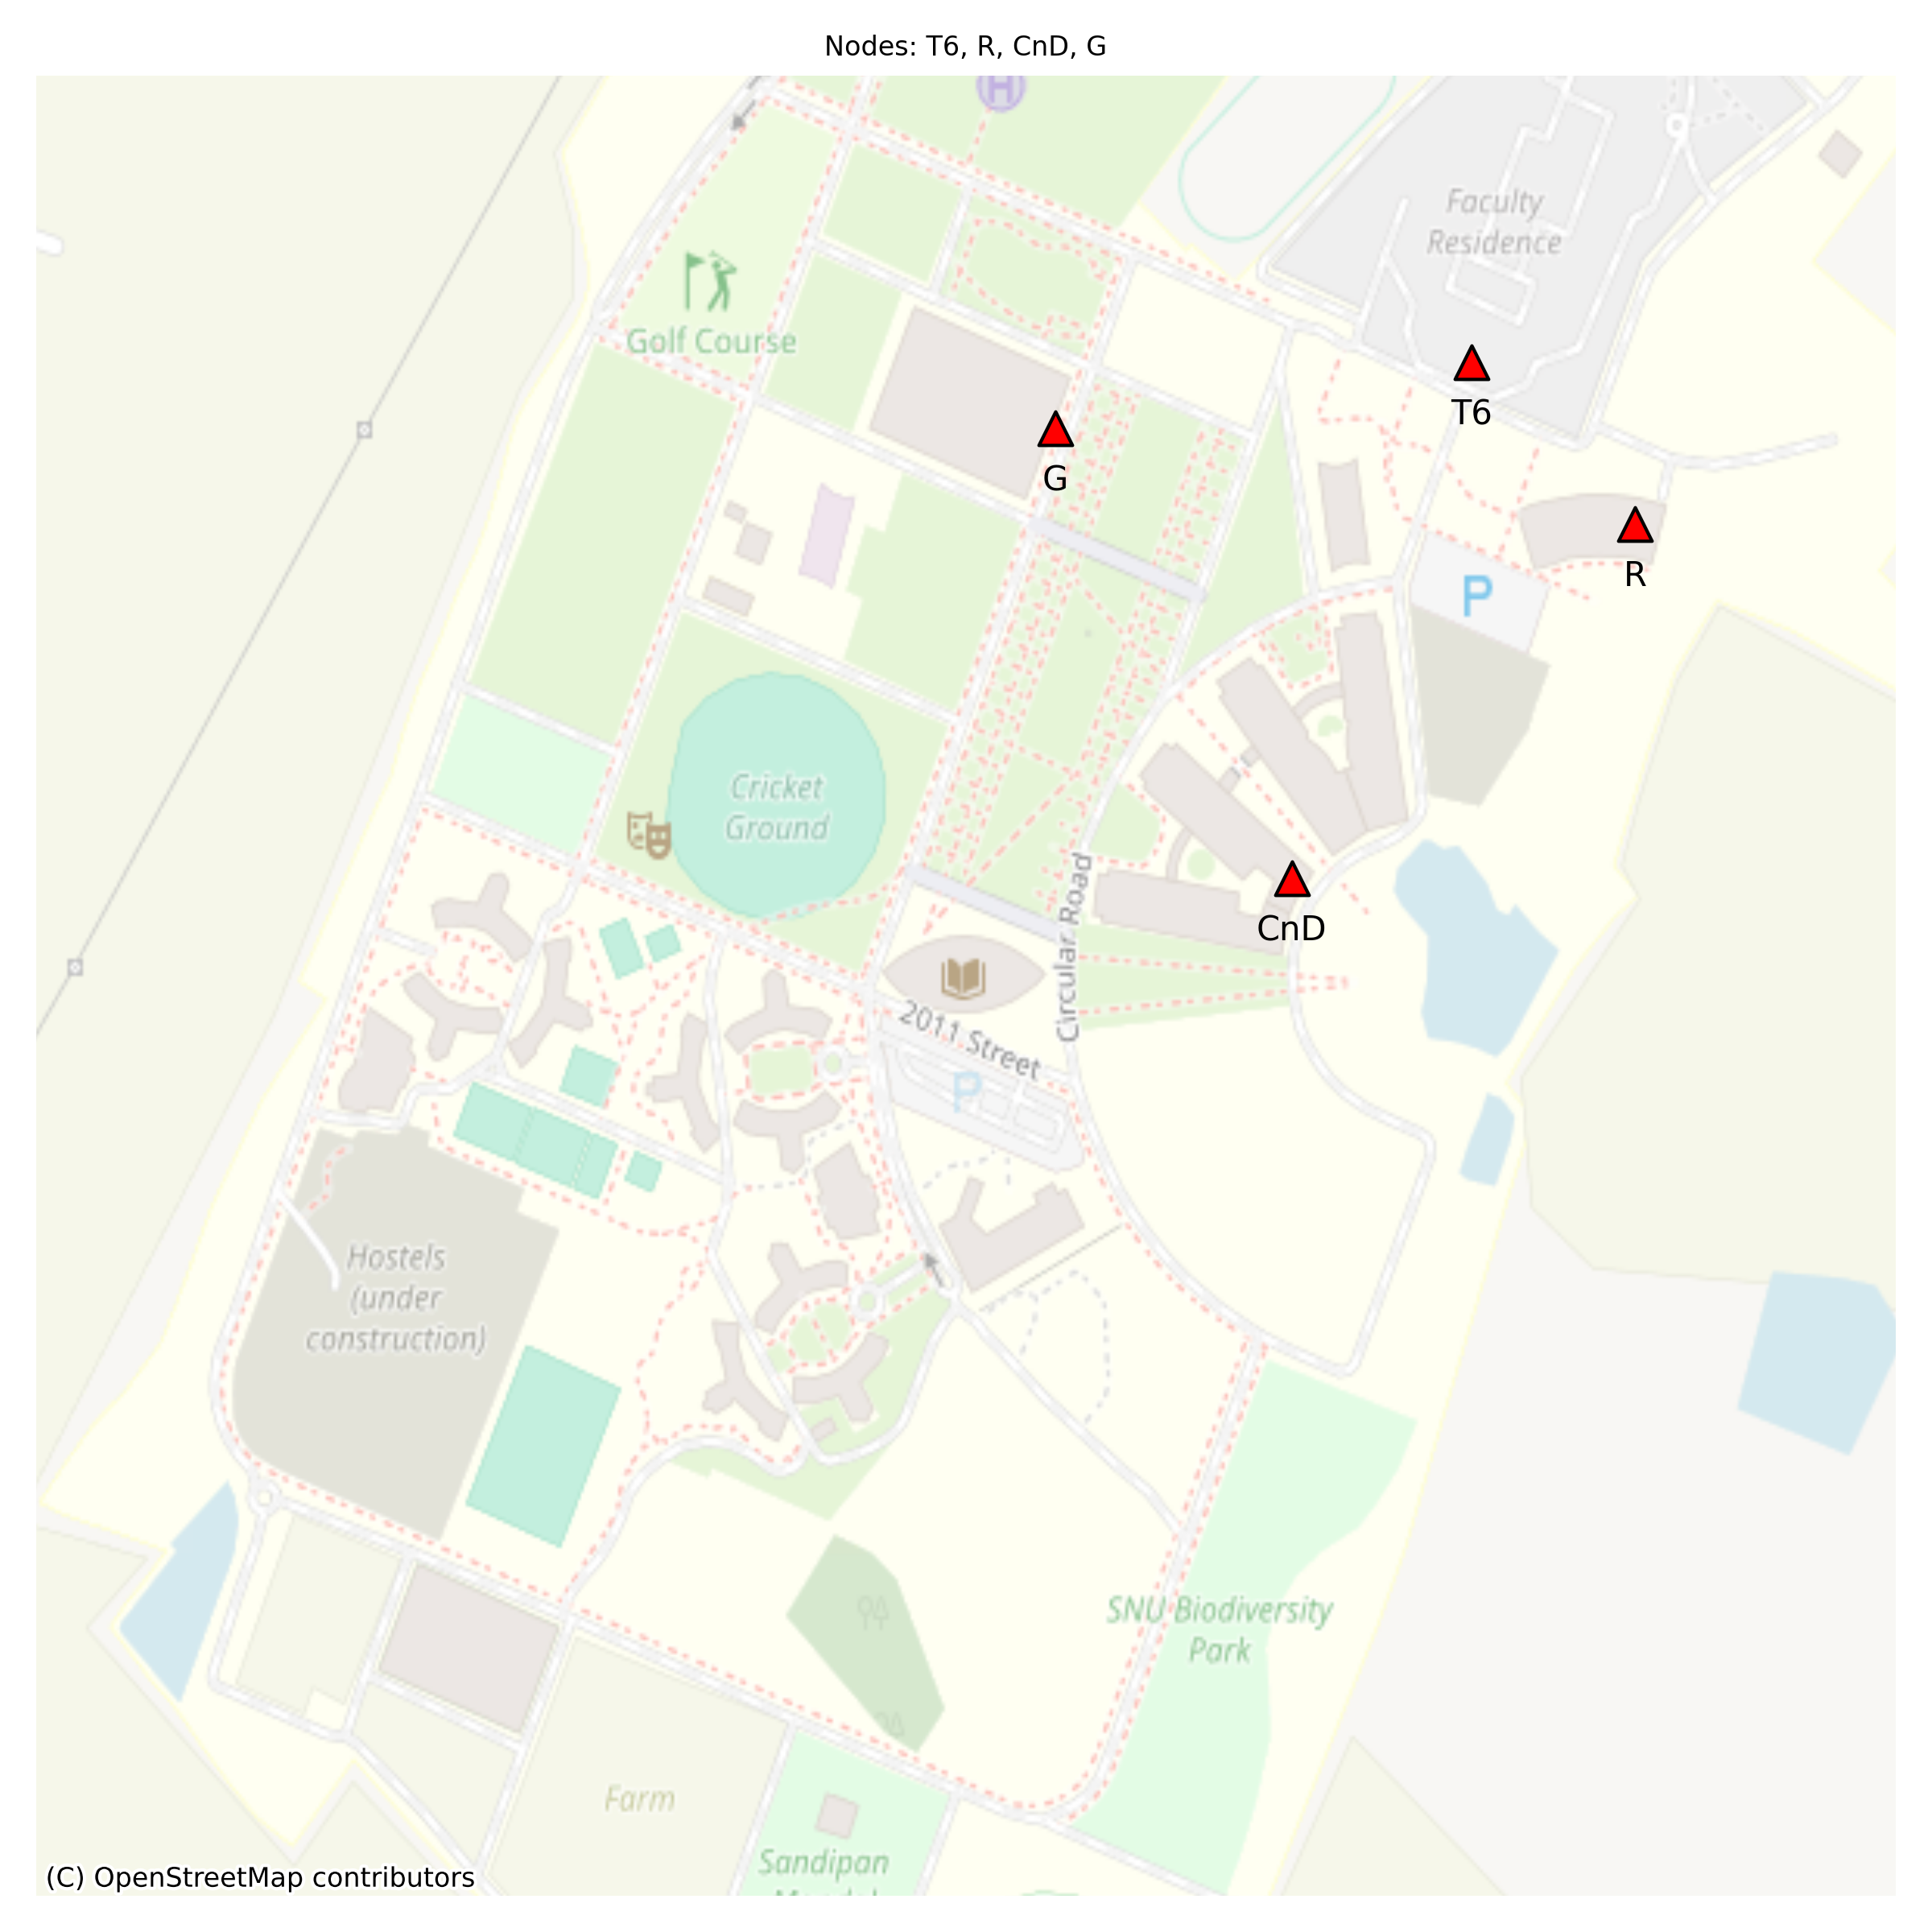 Nodes: T6, R, CnD, G
H
Faculty
Residence
Golf Course
T6
G
R
P
Cricket
Ground
CnD
Circular Road
2011 Street
P
Hostels
(under
construction)
SNU Biodiversity
Park
Farm
Sandipan
(C) OpenStreetMap contributors